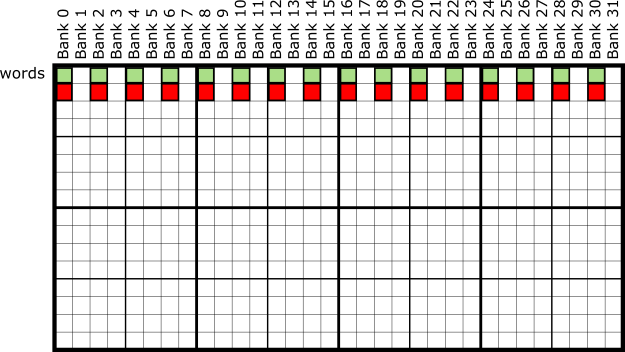 Bank 0
Bank 1
Bank 2
Bank 3
Bank 4
Bank 5
Bank 6
Bank 7
Bank 8
Bank 9
Bank 10
Bank 11
Bank 12
Bank 13
Bank 14
Bank 15
Bank 16
Bank 17
Bank 18
Bank 19
Bank 20
Bank 21
Bank 22
Bank 23
Bank 24
Bank 25
Bank 26
Bank 27
Bank 28
Bank 29
Bank 30
Bank 31
words